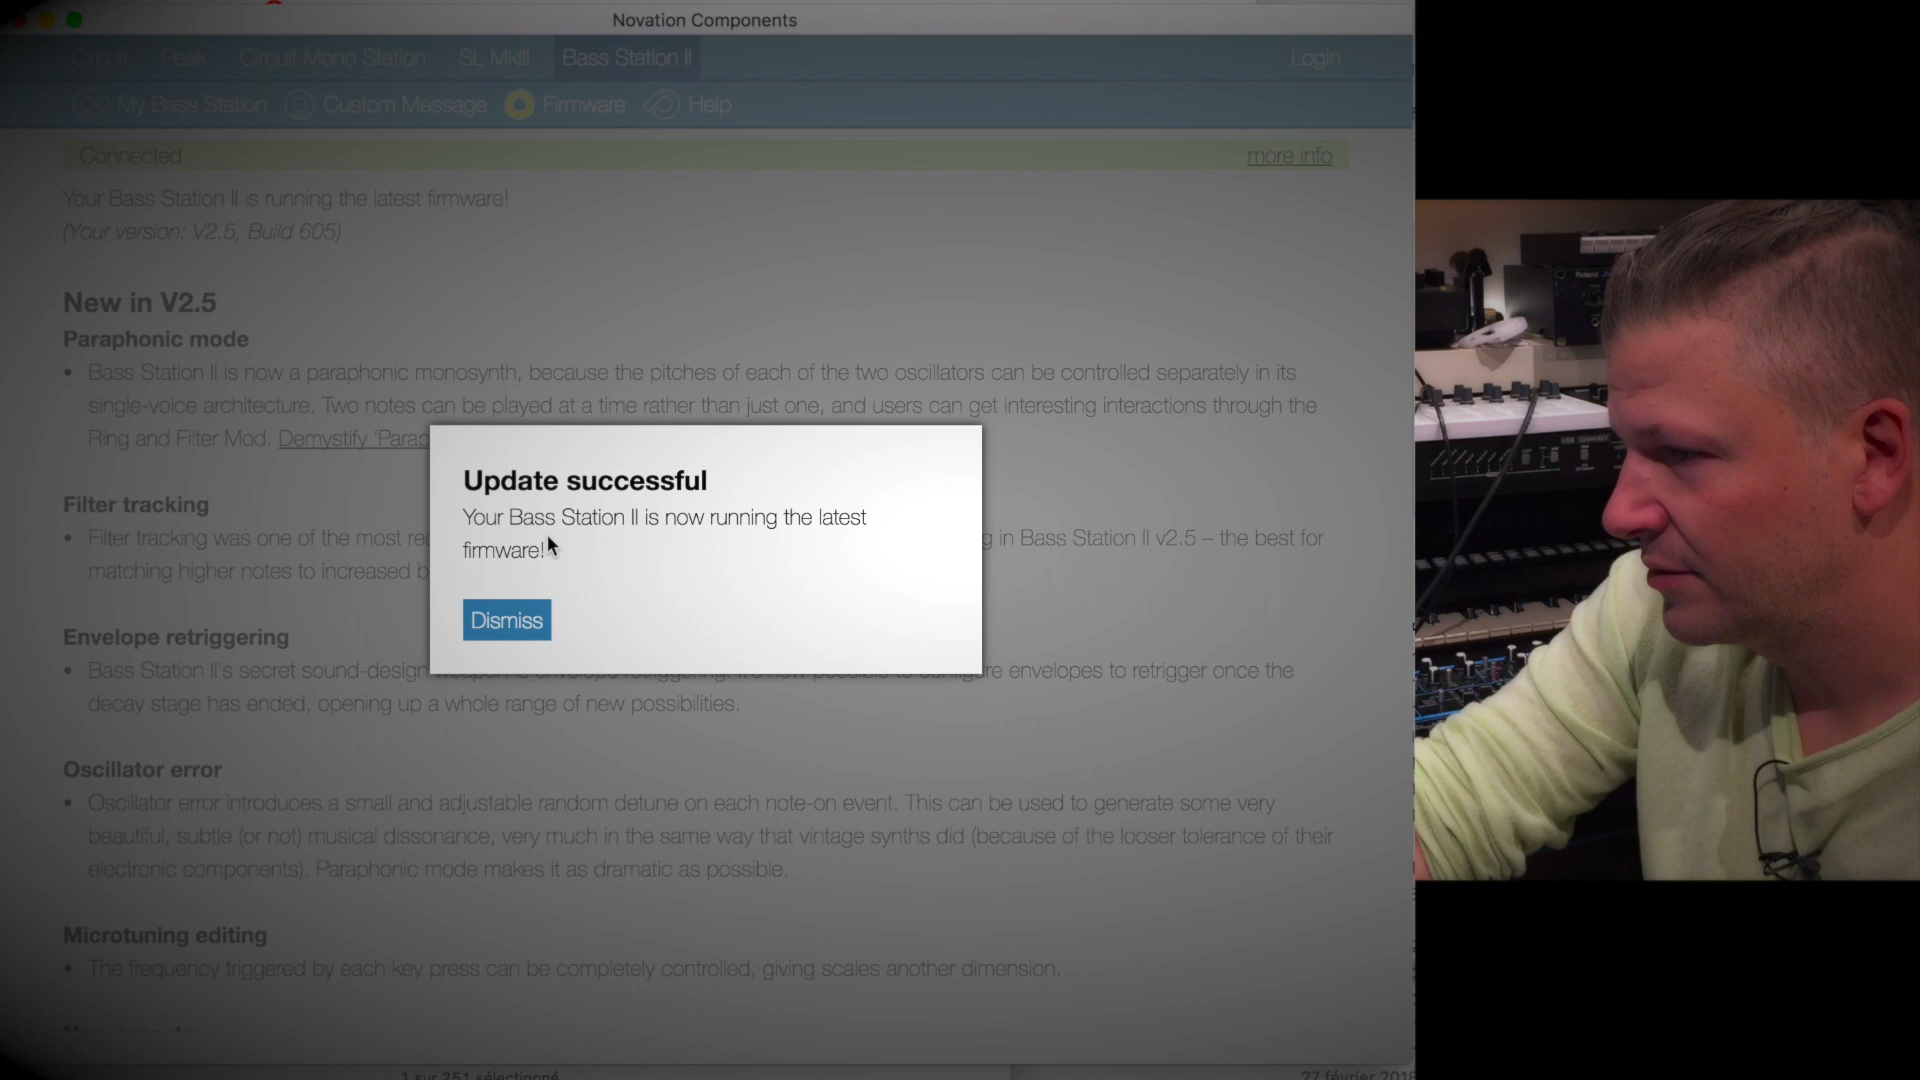 Novation Components
Circuit Peak Circuit Mono Station SL MkIII Bass Station II Login
My Bass Station Custom Message Firmware Help
Connected more info
Your Bass Station II is running the latest firmware!
(Your version: V2.5, Build 605)
New in V2.5
Paraphonic mode
• Bass Station II is now a paraphonic monosynth, because the pitches of each of the two oscillators can be controlled separately in its
single-voice architecture. Two notes can be played at a time rather than just one, and users can get interesting interactions through the
Ring and Filter Mod. Demystify 'Parap
Update successful
Your Bass Station II is now running the latest
firmware!
Dismiss
Filter tracking
• Filter tracking was one of the most re g in Bass Station II v2.5 – the best for
matching higher notes to increased b
Envelope retriggering
• Bass Station II's secret sound-design envelopes to retrigger once the
decay stage has ended, opening up a whole range of new possibilities.
Oscillator error
• Oscillator error introduces a small and adjustable random detune on each note-on event. This can be used to generate some very
beautiful, subtle (or not) musical dissonance, very much in the same way that vintage synths did (because of the looser tolerance of their
electronic components). Paraphonic mode makes it as dramatic as possible.
Microtuning editing
• The frequency triggered by each key press can be completely controlled, giving scales another dimension.
1 sur 251 sélectionné
27 février 2018
Roland